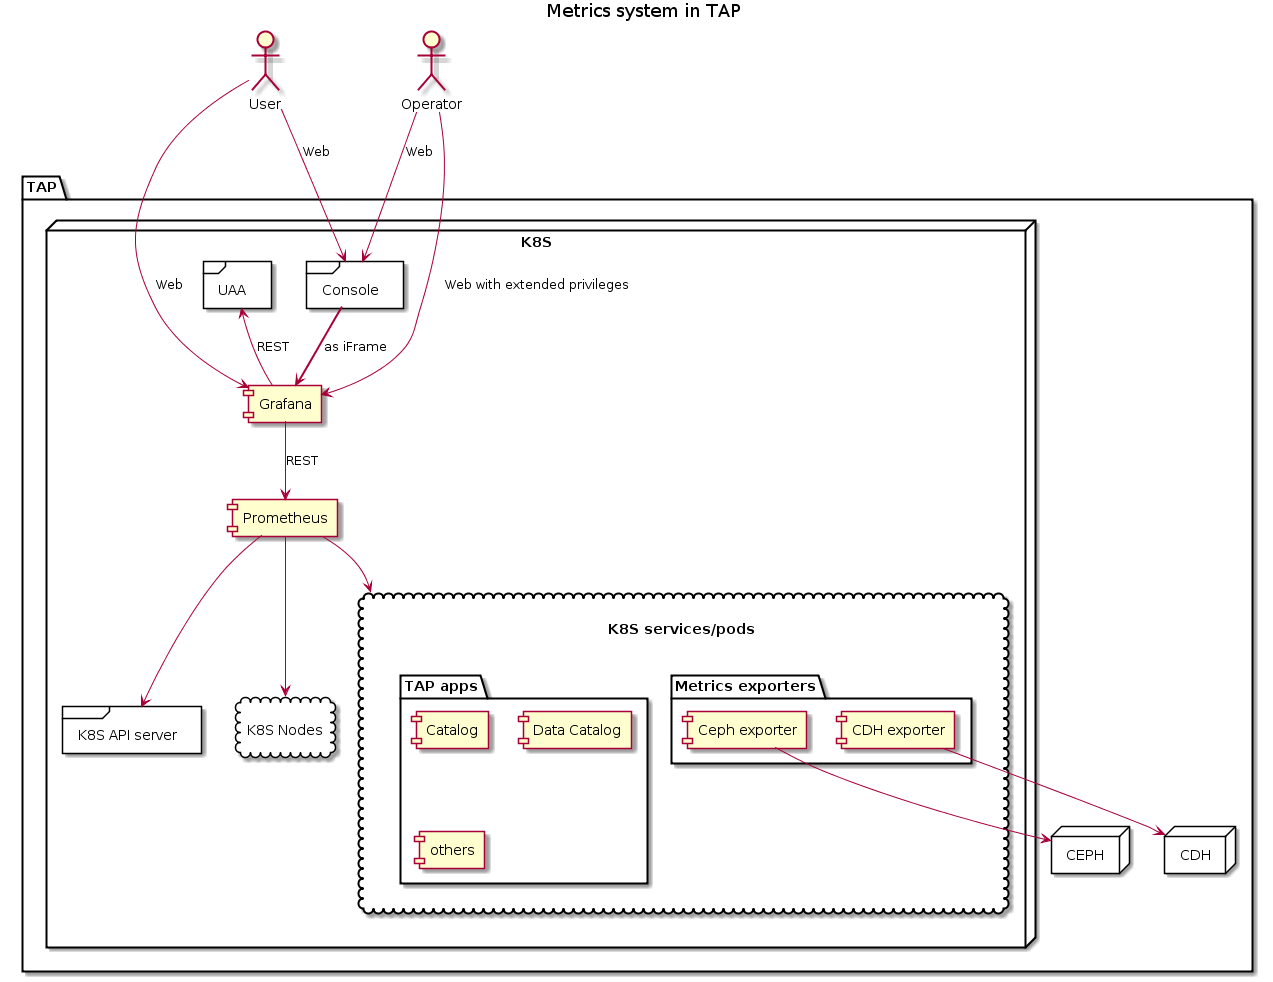 Metrics system in TAP
User
Operator
Web
Web
TAP
K8S
UAA
Console
Web
Web with extended privileges
REST
as iFrame
Grafana
REST
Prometheus
K8S services/pods
TAP apps
Metrics exporters
K8S API server
K8S Nodes
Catalog
Data Catalog
Ceph exporter
CDH exporter
others
CEPH
CDH